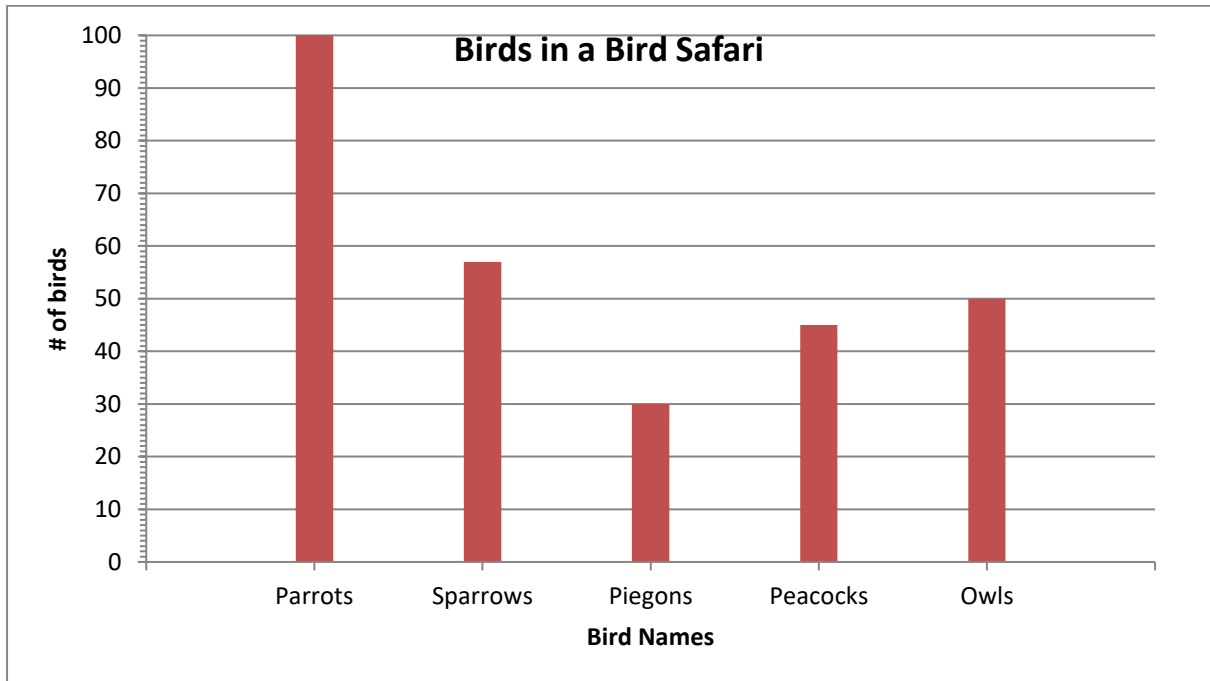 Birds in a Bird Safari
100
90
80
70
60
50
40
30
20
10
0
# of birds
Parrots Sparrows Piegons Peacocks Owls
Bird Names